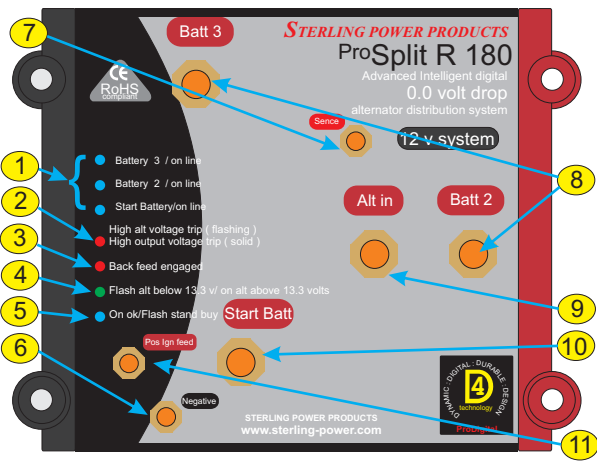 7
Batt 3
STERLING POWER PRODUCTS
ProSplit R 180
Advanced Intelligent digital
0.0 volt drop
alternator distribution system
CE
RoHS
compliant
Sence
12 v system
1
Battery 3 / on line
Battery 2 / on line
Start Battery/on line
8
2
High alt voltage trip ( flashing )
High output voltage trip ( solid )
Alt in
Batt 2
3
Back feed engaged
4
Flash alt below 13.3 v/ on alt above 13.3 volts
5
On ok/Flash stand buy
Start Batt
9
6
Pos Ign feed
10
Negative
STERLING POWER PRODUCTS
www.sterling-power.com
DYNAMIC:DIGITAL:DURABLE:DESIGN
D
4
technology
ProDigital
11